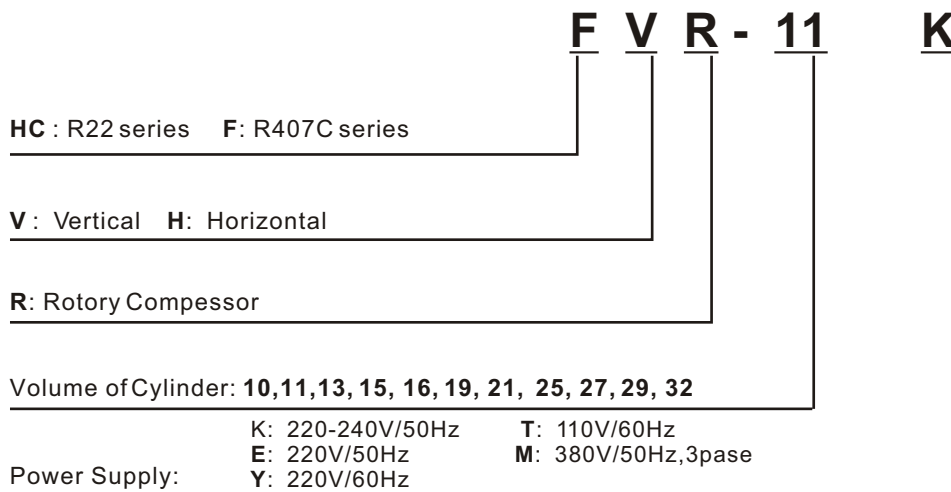 F V R - 11 K
HC : R22 series F: R407C series
V : Vertical H: Horizontal
R: Rotory Compessor
Volume of Cylinder: 10,11,13, 15, 16, 19, 21, 25, 27, 29, 32
K: 220-240V/50Hz T: 110V/60Hz
E: 220V/50Hz M: 380V/50Hz,3pase
Power Supply: Y: 220V/60Hz